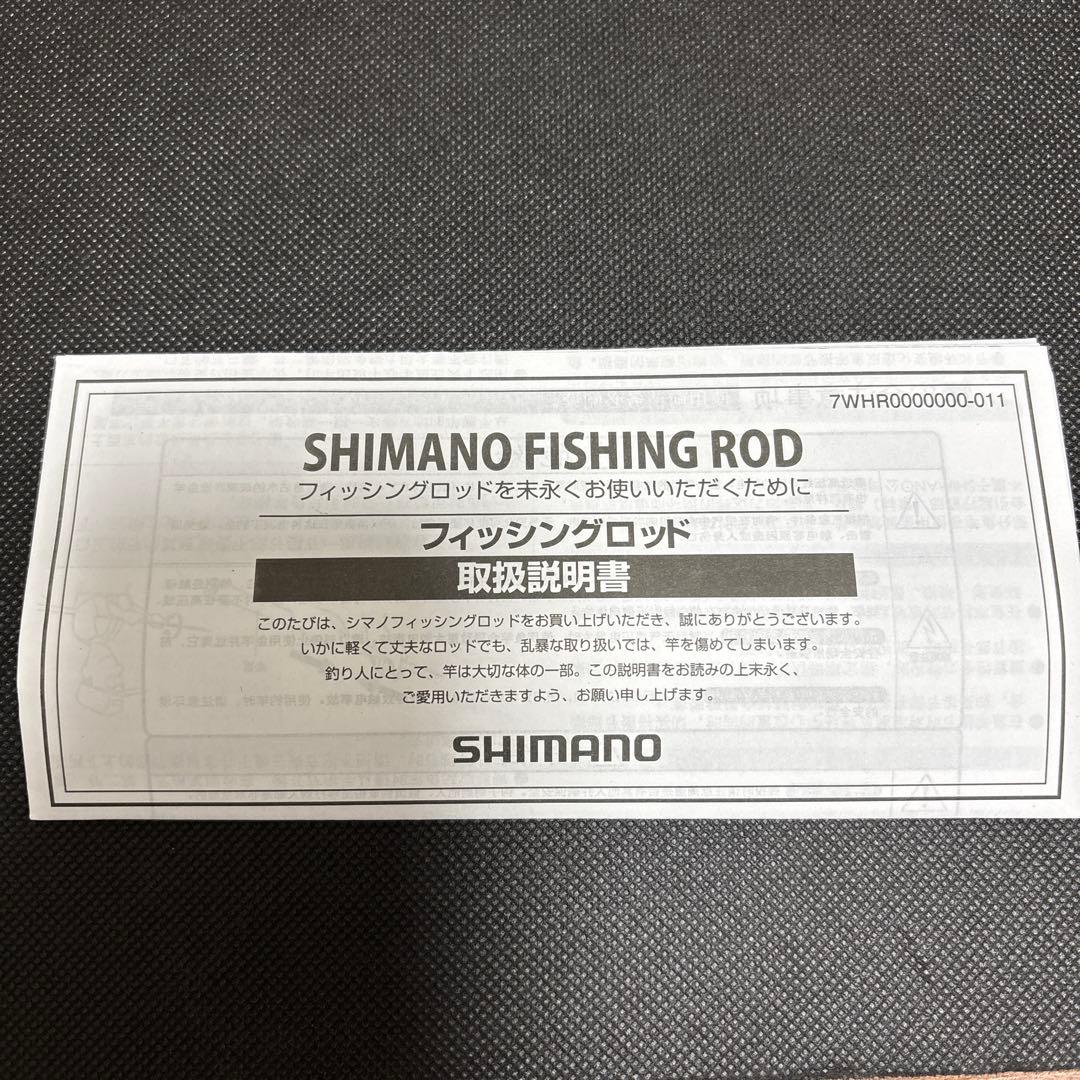 7WHR0000000-011
SHIMANO FISHING ROD
フィッシングロッドを末永くお使いいただくために
フィッシングロッド
取扱説明書
このたびは、シマノフィッシングロッドをお買い上げいただき、誠にありがとうございます。
いかに軽くて丈夫なロッドでも、乱暴な取り扱いでは、竿を傷めてしまいます。
釣り人にとって、竿は大切な体の一部。この説明書をお読みの上末永く、
ご愛用いただきますよう、お願い申し上げます。
SHIMANO